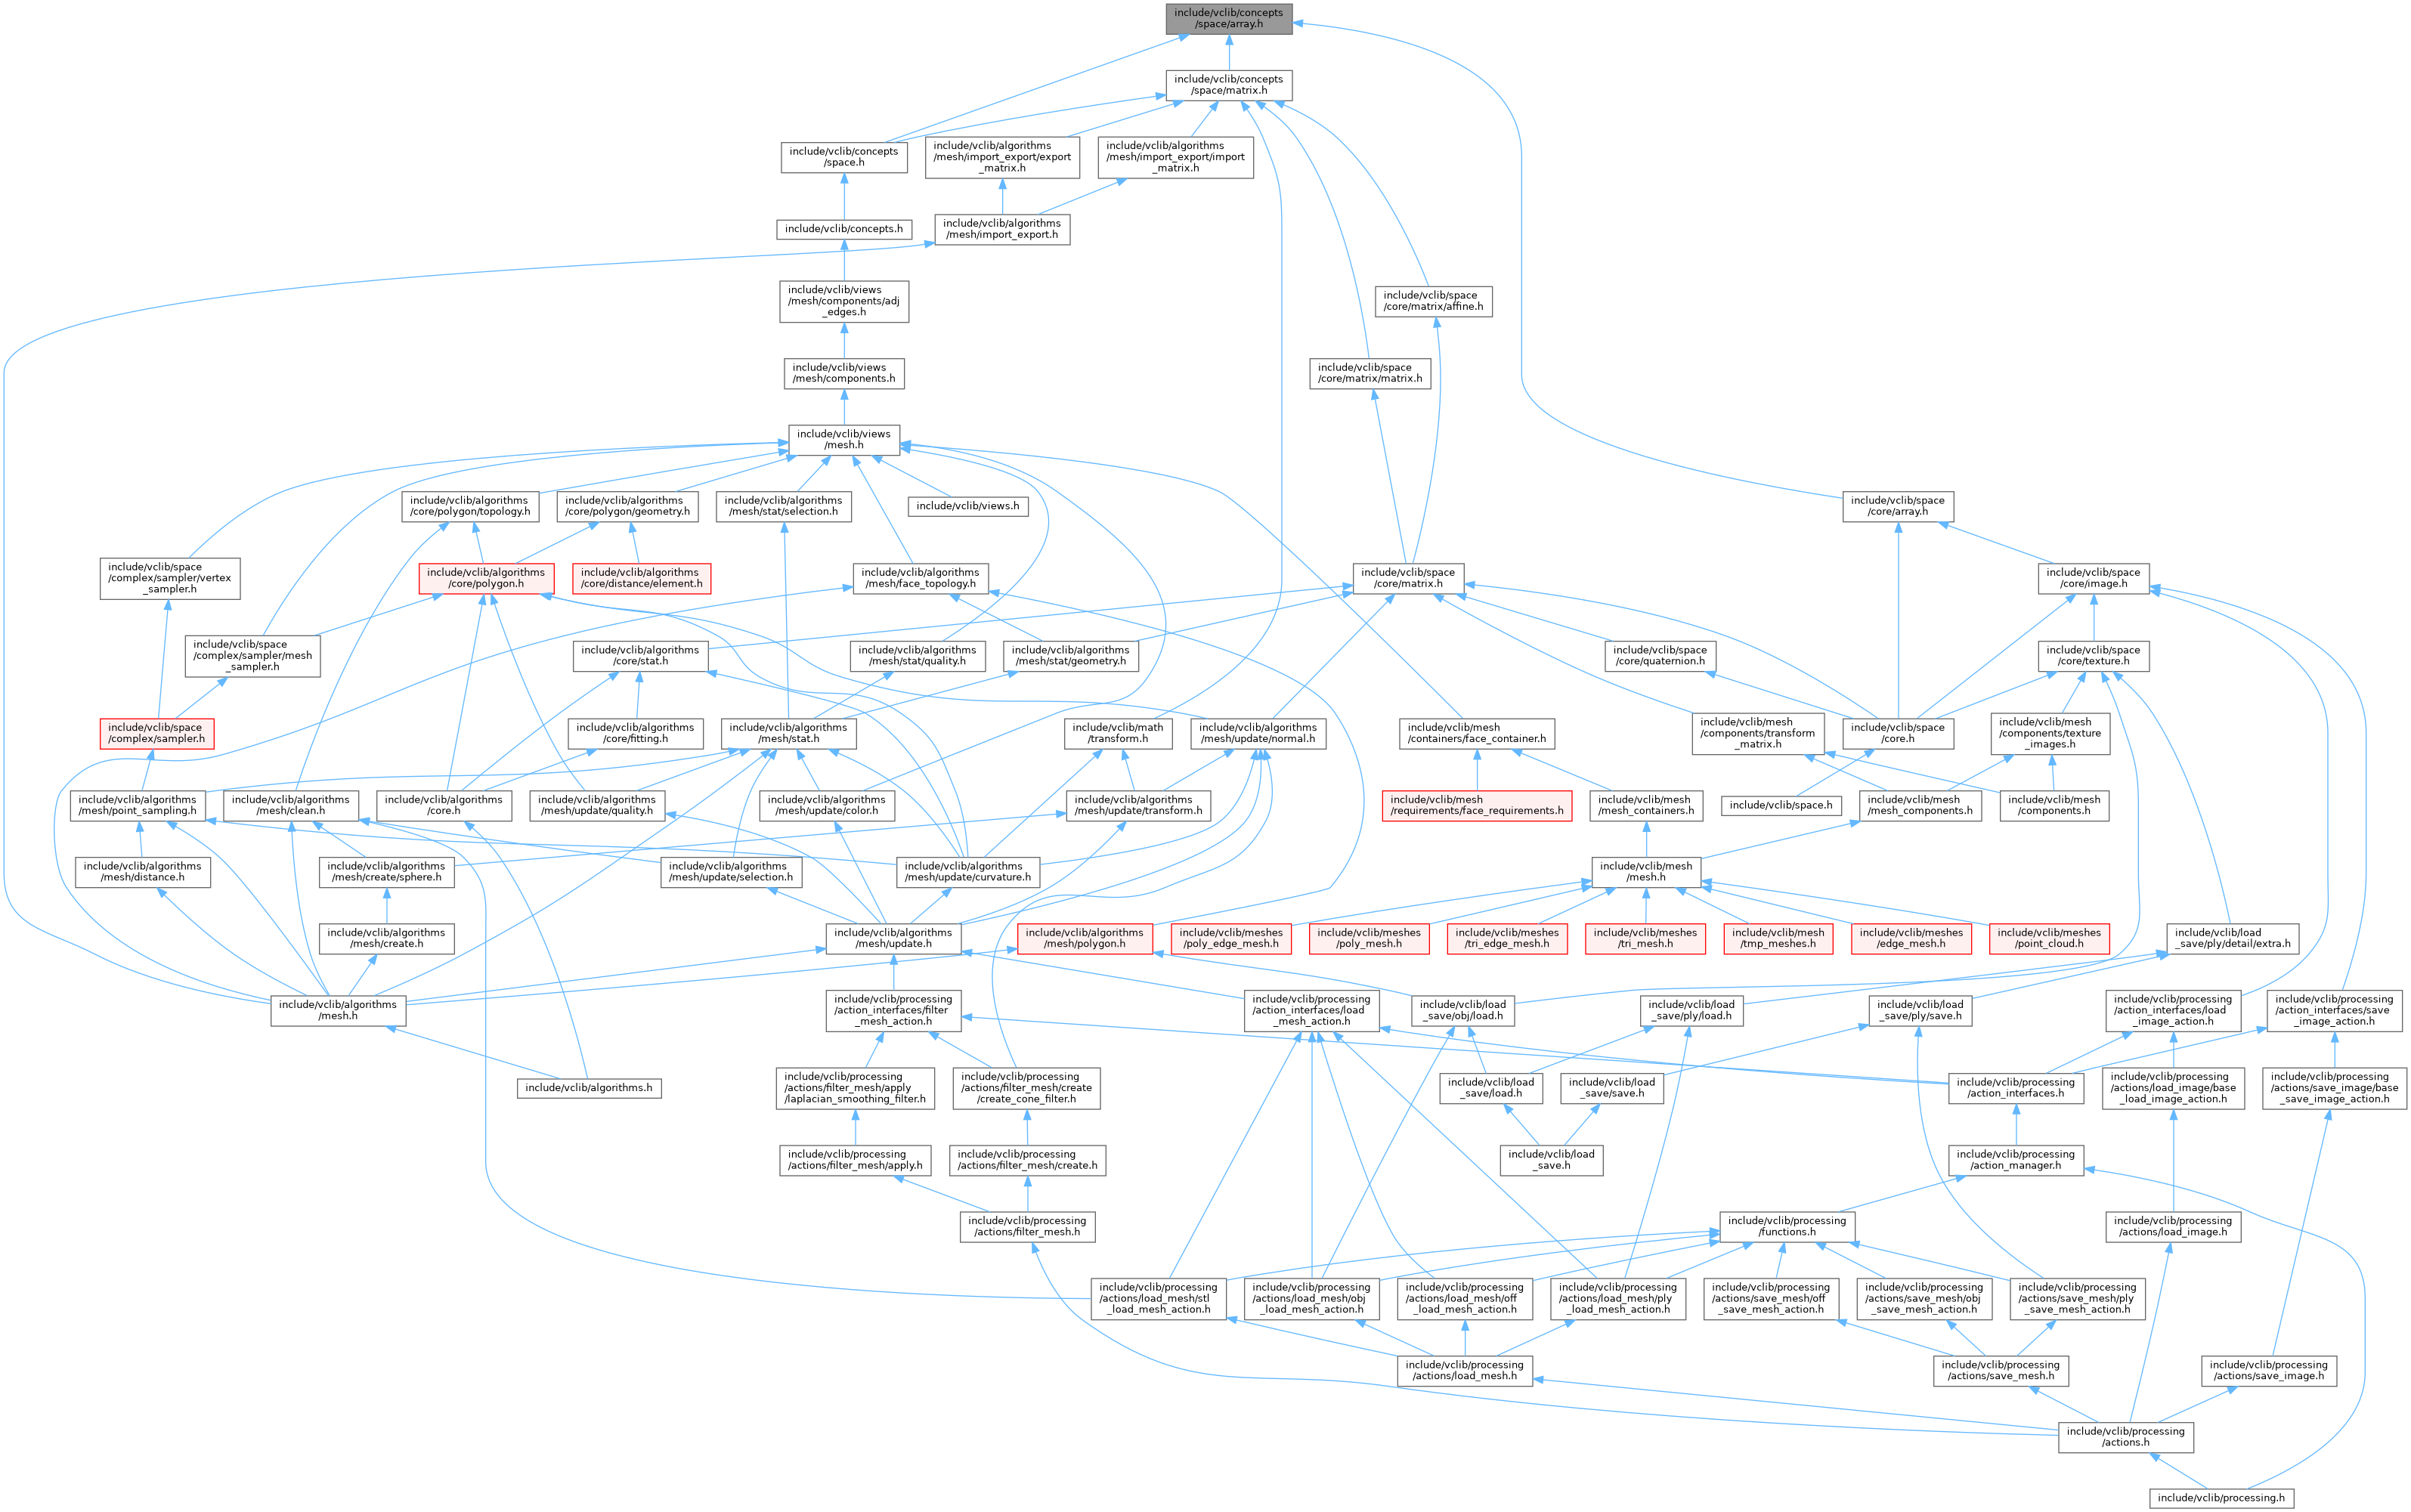 include/vclib/concepts
/space/array.h
include/vclib/concepts
/space/matrix.h
include/vclib/concepts
/space.h
include/vclib/algorithms
/mesh/import_export/export
_matrix.h
include/vclib/algorithms
/mesh/import_export/import
_matrix.h
include/vclib/concepts.h
include/vclib/algorithms
/mesh/import_export.h
include/vclib/views
/mesh/components/adj
_edges.h
include/vclib/space
/core/matrix/affine.h
include/vclib/views
/mesh/components.h
include/vclib/space
/core/matrix/matrix.h
include/vclib/views
/mesh.h
include/vclib/algorithms
/core/polygon/topology.h
include/vclib/algorithms
/core/polygon/geometry.h
include/vclib/algorithms
/mesh/stat/selection.h
include/vclib/views.h
include/vclib/space
/core/array.h
include/vclib/space
/complex/sampler/vertex
_sampler.h
include/vclib/algorithms
/core/polygon.h
include/vclib/algorithms
/core/distance/element.h
include/vclib/algorithms
/mesh/face_topology.h
include/vclib/space
/core/matrix.h
include/vclib/space
/core/image.h
include/vclib/space
/complex/sampler/mesh
_sampler.h
include/vclib/algorithms
/core/stat.h
include/vclib/algorithms
/mesh/stat/quality.h
include/vclib/algorithms
/mesh/stat/geometry.h
include/vclib/space
/core/quaternion.h
include/vclib/space
/core/texture.h
include/vclib/space
/complex/sampler.h
include/vclib/algorithms
/core/fitting.h
include/vclib/algorithms
/mesh/stat.h
include/vclib/math
/transform.h
include/vclib/algorithms
/mesh/update/normal.h
include/vclib/mesh
/containers/face_container.h
include/vclib/mesh
/components/transform
_matrix.h
include/vclib/space
/core.h
include/vclib/mesh
/components/texture
_images.h
include/vclib/algorithms
/mesh/point_sampling.h
include/vclib/algorithms
/mesh/clean.h
include/vclib/algorithms
/core.h
include/vclib/algorithms
/mesh/update/quality.h
include/vclib/algorithms
/mesh/update/color.h
include/vclib/algorithms
/mesh/update/transform.h
include/vclib/mesh
/requirements/face_requirements.h
include/vclib/mesh
/mesh_containers.h
include/vclib/space.h
include/vclib/mesh
/mesh_components.h
include/vclib/mesh
/components.h
include/vclib/algorithms
/mesh/distance.h
include/vclib/algorithms
/mesh/create/sphere.h
include/vclib/algorithms
/mesh/update/selection.h
include/vclib/algorithms
/mesh/update/curvature.h
include/vclib/mesh
/mesh.h
include/vclib/algorithms
/mesh/create.h
include/vclib/algorithms
/mesh/update.h
include/vclib/algorithms
/mesh/polygon.h
include/vclib/meshes
/poly_edge_mesh.h
include/vclib/meshes
/poly_mesh.h
include/vclib/meshes
/tri_edge_mesh.h
include/vclib/meshes
/tri_mesh.h
include/vclib/mesh
/tmp_meshes.h
include/vclib/meshes
/edge_mesh.h
include/vclib/meshes
/point_cloud.h
include/vclib/load
_save/ply/detail/extra.h
include/vclib/algorithms
/mesh.h
include/vclib/processing
/action_interfaces/filter
_mesh_action.h
include/vclib/processing
/action_interfaces/load
_mesh_action.h
include/vclib/load
_save/obj/load.h
include/vclib/load
_save/ply/load.h
include/vclib/load
_save/ply/save.h
include/vclib/processing
/action_interfaces/load
_image_action.h
include/vclib/processing
/action_interfaces/save
_image_action.h
include/vclib/algorithms.h
include/vclib/processing
/actions/filter_mesh/apply
/laplacian_smoothing_filter.h
include/vclib/processing
/actions/filter_mesh/create
/create_cone_filter.h
include/vclib/load
_save/load.h
include/vclib/load
_save/save.h
include/vclib/processing
/action_interfaces.h
include/vclib/processing
/actions/load_image/base
_load_image_action.h
include/vclib/processing
/actions/save_image/base
_save_image_action.h
include/vclib/processing
/actions/filter_mesh/apply.h
include/vclib/processing
/actions/filter_mesh/create.h
include/vclib/load
_save.h
include/vclib/processing
/action_manager.h
include/vclib/processing
/actions/filter_mesh.h
include/vclib/processing
/functions.h
include/vclib/processing
/actions/load_image.h
include/vclib/processing
/actions/load_mesh/stl
_load_mesh_action.h
include/vclib/processing
/actions/load_mesh/obj
_load_mesh_action.h
include/vclib/processing
/actions/load_mesh/off
_load_mesh_action.h
include/vclib/processing
/actions/load_mesh/ply
_load_mesh_action.h
include/vclib/processing
/actions/save_mesh/off
_save_mesh_action.h
include/vclib/processing
/actions/save_mesh/obj
_save_mesh_action.h
include/vclib/processing
/actions/save_mesh/ply
_save_mesh_action.h
include/vclib/processing
/actions/load_mesh.h
include/vclib/processing
/actions/save_mesh.h
include/vclib/processing
/actions/save_image.h
include/vclib/processing
/actions.h
include/vclib/processing.h